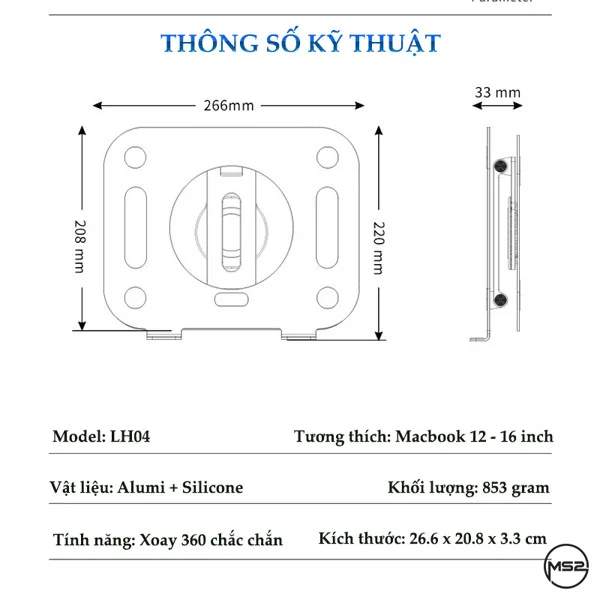 Parameter
THÔNG SỐ KỸ THUẬT
266mm
33 mm
208 mm
220 mm
Model: LH04
Tương thích: Macbook 12 - 16 inch
Vật liệu: Alumi + Silicone
Khối lượng: 853 gram
Tính năng: Xoay 360 chắc chắn
Kích thước: 26.6 x 20.8 x 3.3 cm
MS2